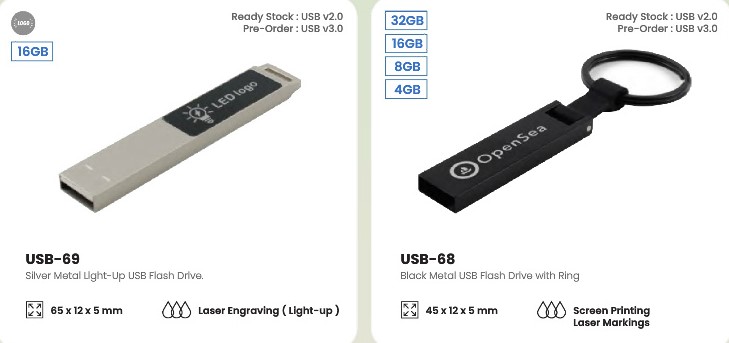 1068
Ready Stock : USB v2.0
Pre-Order : USB v3.0
16GB
LED logo
USB-69
Silver Metal Light-Up USB Flash Drive.
65 x 12 x 5 mm
Laser Engraving ( Light-up )
32GB
16GB
8GB
4GB
Ready Stock : USB v2.0
Pre-Order : USB v3.0
OpenSea
USB-68
Black Metal USB Flash Drive with Ring
45 x 12 x 5 mm
Screen Printing
Laser Markings